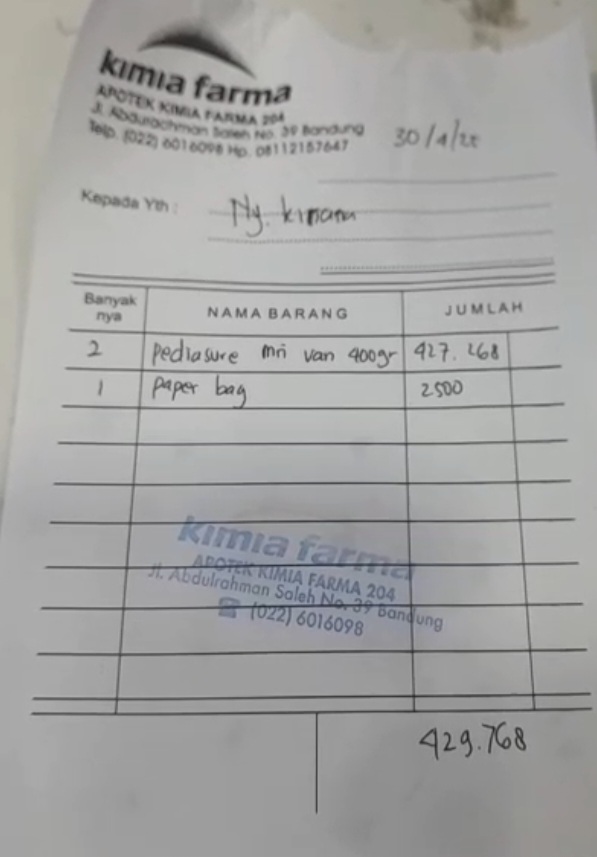 kimia farma
APOTEK KIMIA FARMA 204
Jl. Abdurachman Saleh No. 39 Bandung
Telp. (022) 6016098 Hp. 08112157647
30/4/25
Kepada Yth :
Ny. kinara
Banyak nya NAMA BARANG JUMLAH
2 pediasure mri van 400gr 427.268
1 paper bag 2500
kimia farma
APOTEK KIMIA FARMA 204
Jl. Abdulrahman Saleh No. 39 Bandung
☎ (022) 6016098
429.768